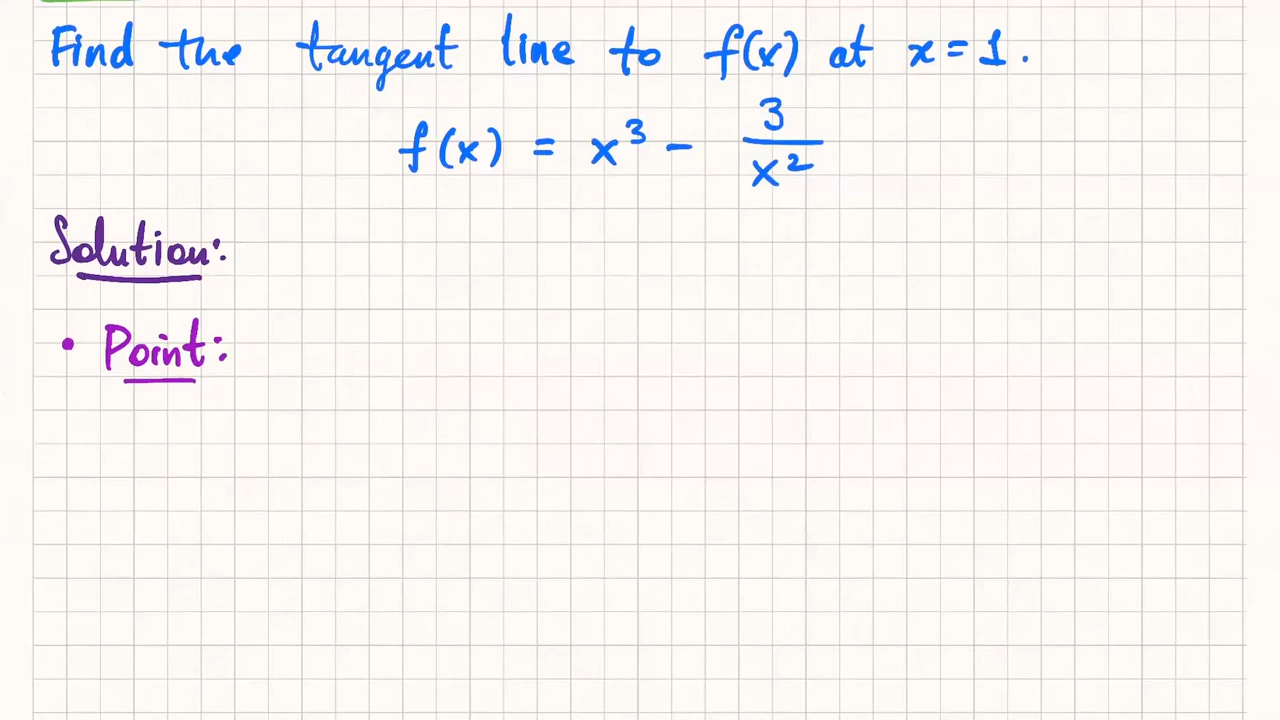 Find the tangent line to f(x) at x=1.
f(x) = x³ - 3/x²
Solution:
• Point: